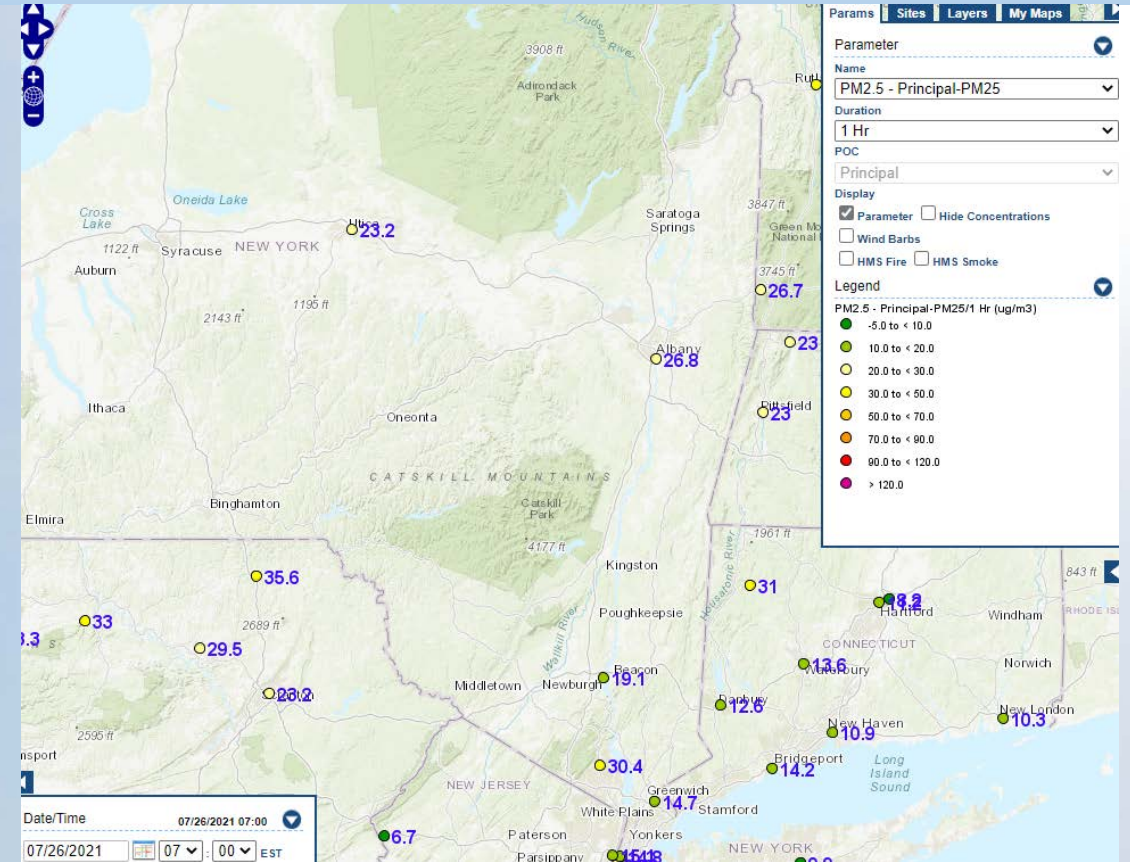 Params Sites Layers My Maps
Parameter
Name
PM2.5 - Principal-PM25
Duration
1 Hr
POC
Principal
Display
Parameter Hide Concentrations
Wind Barbs
HMS Fire HMS Smoke
Legend
PM2.5 - Principal-PM25/1 Hr (ug/m3)
-5.0 to < 10.0
10.0 to < 20.0
20.0 to < 30.0
30.0 to < 50.0
50.0 to < 70.0
70.0 to < 90.0
90.0 to < 120.0
> 120.0
Hudson River
3908 ft
Adirondack
Park
Oneida Lake
Cross
Lake
Saratoga
Springs
3847 ft
Utica
23.2
1122 ft
Syracuse
NEW YORK
Auburn
3745 ft
26.7
1195 ft
2143 ft
Albany
26.8
23
Ithaca
Oneonta
Pittsfield
23
CATSKILL MOUNTAINS
Binghamton
Catskill
Park
Elmira
4177 ft
1961 ft
Housatonic River
Kingston
843 ft
35.6
31
Hartford
Poughkeepsie
Windham
33
2689 ft
Wallkill River
CONNECTICUT
29.5
13.6
Waterbury
Norwich
Beacon
19.1
Middletown
Newburgh
23.2
Danbury
12.6
New London
10.3
2595 ft
New Haven
10.9
30.4
Bridgeport
14.2
Long
Island
Sound
NEW JERSEY
Greenwich
14.7
White Plains
Stamford
6.7
Paterson
Yonkers
NEW YORK
Parsippany
Date/Time 07/26/2021 07:00
07/26/2021 07 : 00 EST